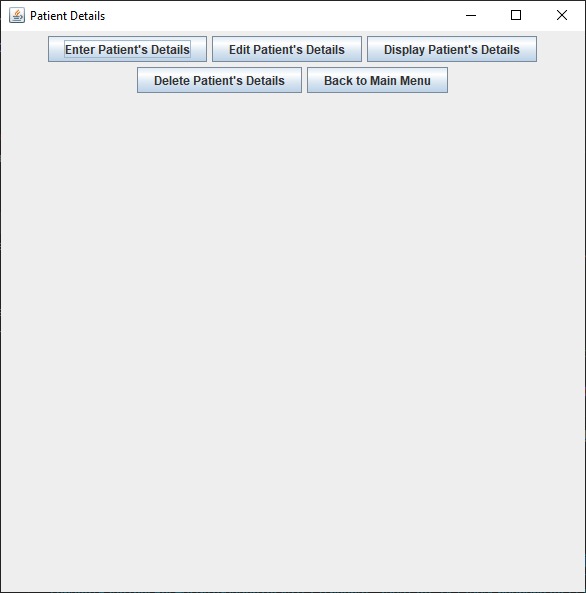 Patient Details
Enter Patient's Details Edit Patient's Details Display Patient's Details
Delete Patient's Details Back to Main Menu